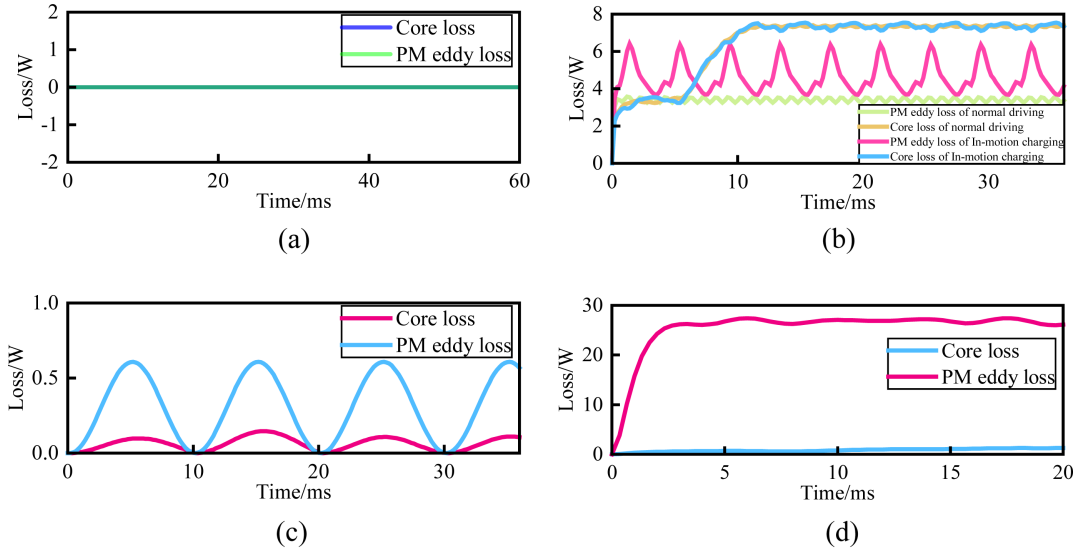 2
1
0
-1
-2
Loss/W
Core loss
PM eddy loss
0
20
40
60
Time/ms
(a)
8
6
4
2
0
Loss/W
PM eddy loss of normal driving
Core loss of normal driving
PM eddy loss of In-motion charging
Core loss of In-motion charging
0
10
20
30
Time/ms
(b)
1.0
0.5
0.0
Loss/W
Core loss
PM eddy loss
0
10
20
30
Time/ms
(c)
30
20
10
0
Loss/W
Core loss
PM eddy loss
0
5
10
15
20
Time/ms
(d)